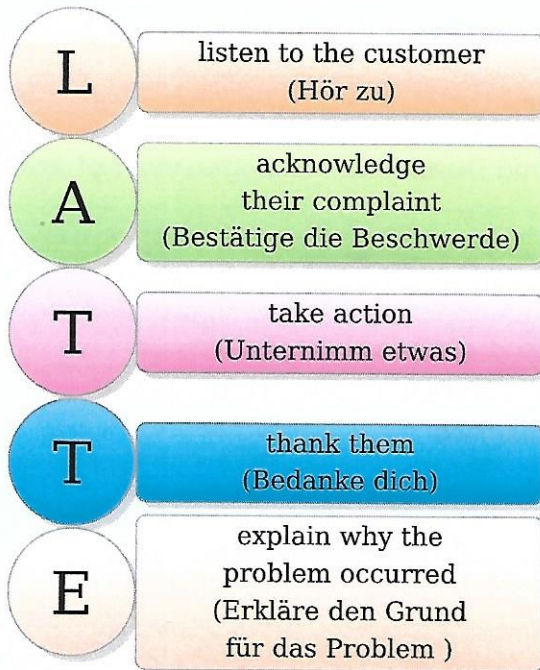 L
listen to the customer
(Hör zu)
A
acknowledge
their complaint
(Bestätige die Beschwerde)
T
take action
(Unternimm etwas)
T
thank them
(Bedanke dich)
E
explain why the
problem occurred
(Erkläre den Grund
für das Problem )